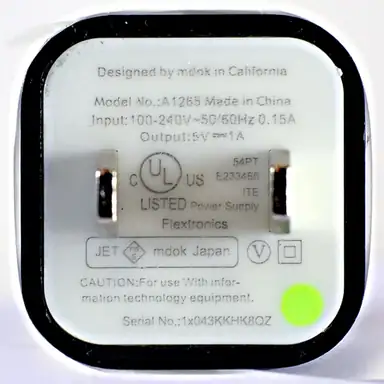 Designed by mdok in California
Model No.:A1265 Made in China
Input:100-240V~50/60Hz 0.15A
Output:5V⎓1A
C UL US
LISTED
54PT
E233455
ITE
Power Supply
Flextronics
JET mdok Japan
V
CAUTION:For use With infor-
mation technology equipment.
Serial No.:1x043KKHK8QZ